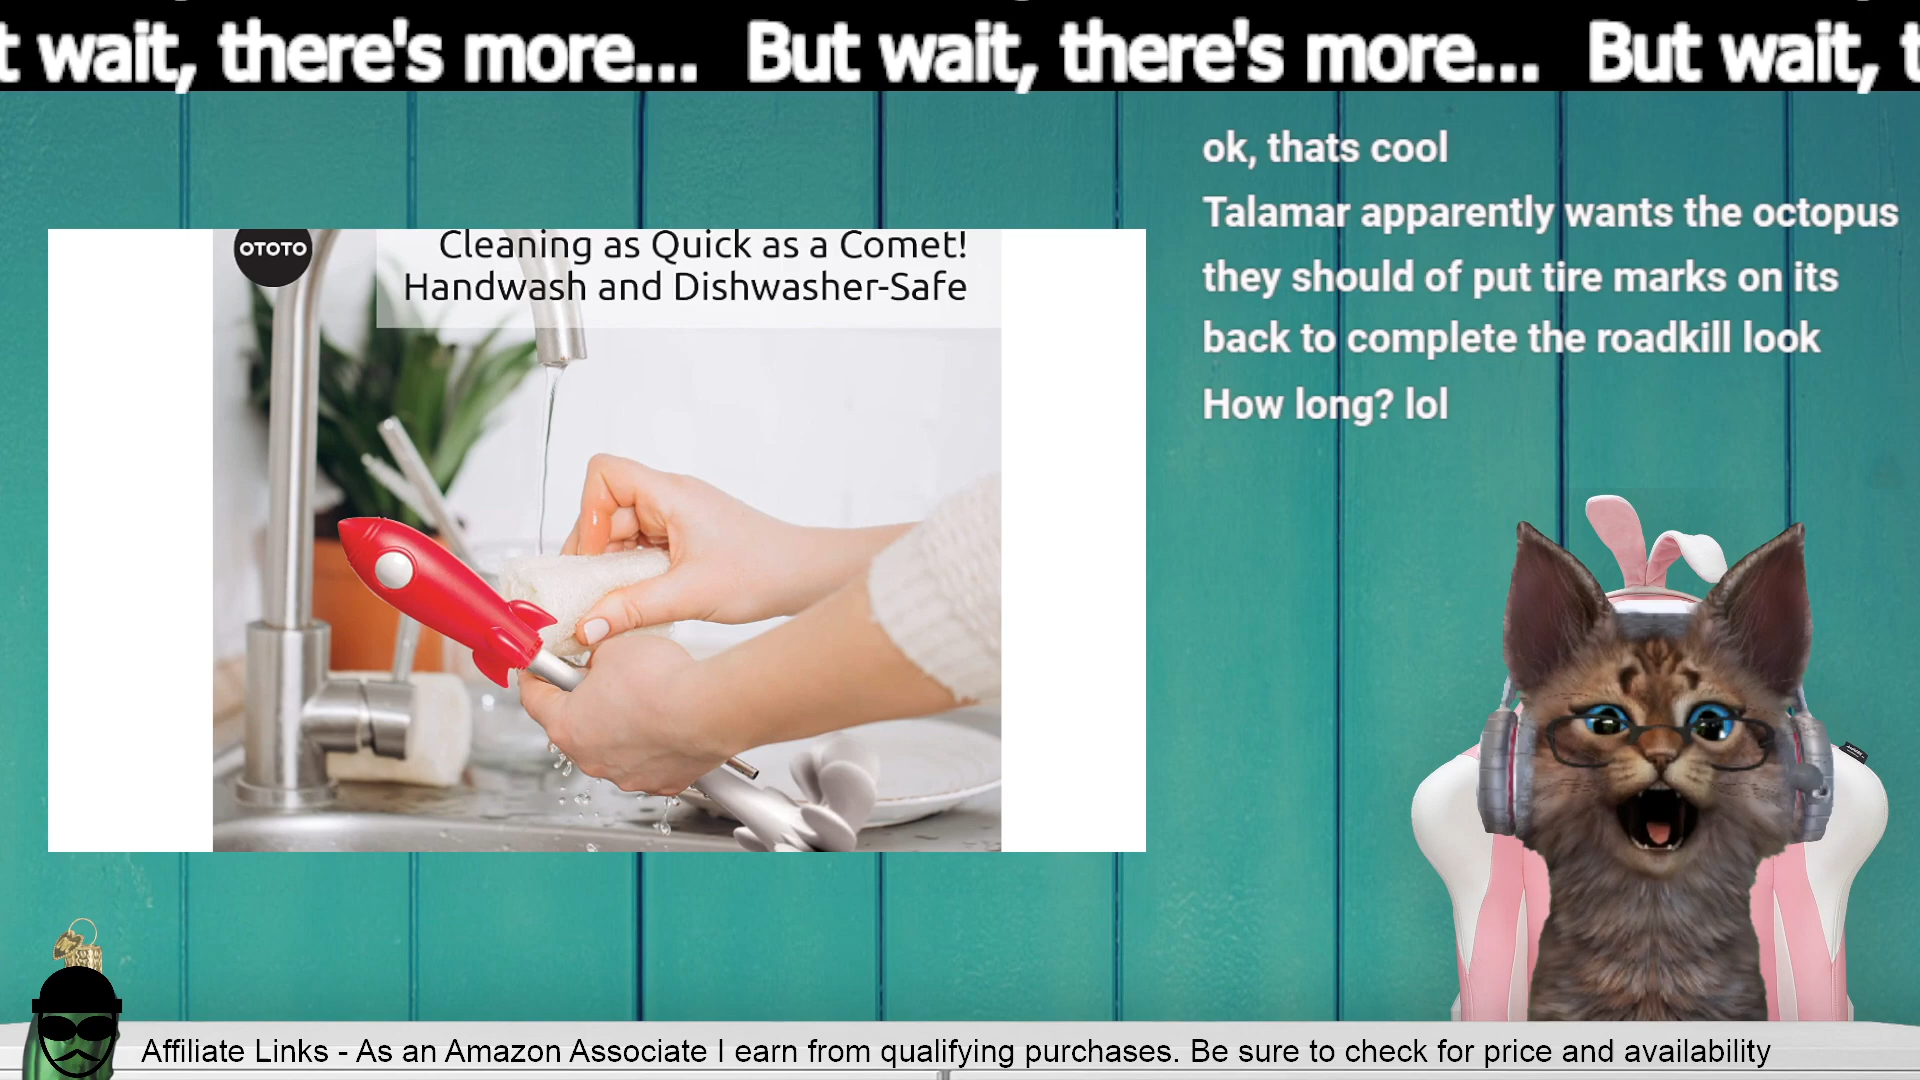 t wait, there's more... But wait, there's more... But wait, t
ok, thats cool
Talamar apparently wants the octopus
they should of put tire marks on its
back to complete the roadkill look
How long? lol
OTOTO
Cleaning as Quick as a Comet!
Handwash and Dishwasher-Safe
Affiliate Links - As an Amazon Associate I earn from qualifying purchases. Be sure to check for price and availability